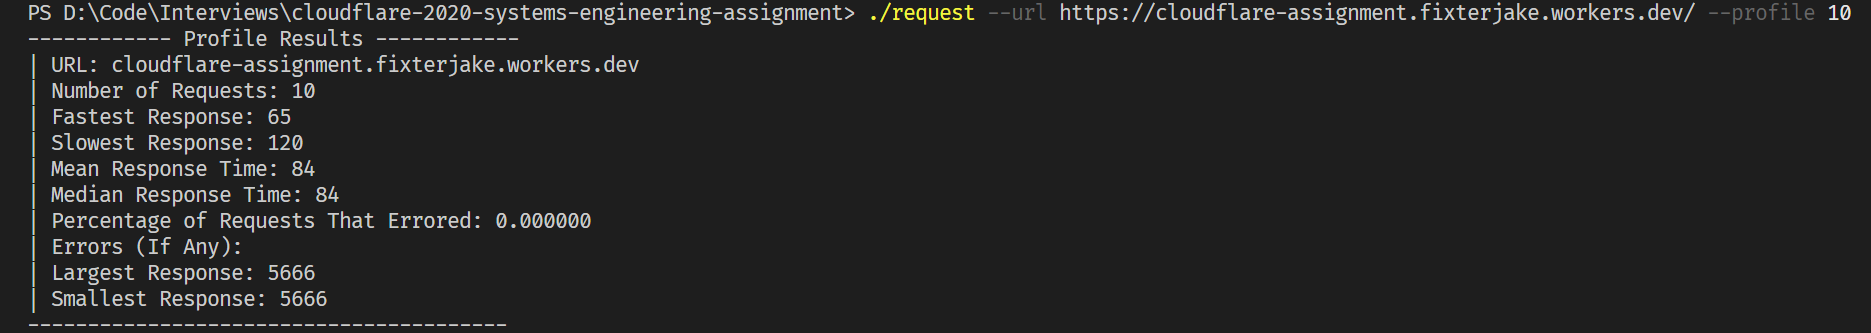 PS D:\Code\Interviews\cloudflare-2020-systems-engineering-assignment> ./request --url https://cloudflare-assignment.fixterjake.workers.dev/ --profile 10
------------ Profile Results ------------
| URL: cloudflare-assignment.fixterjake.workers.dev
| Number of Requests: 10
| Fastest Response: 65
| Slowest Response: 120
| Mean Response Time: 84
| Median Response Time: 84
| Percentage of Requests That Errored: 0.000000
| Errors (If Any):
| Largest Response: 5666
| Smallest Response: 5666
----------------------------------------